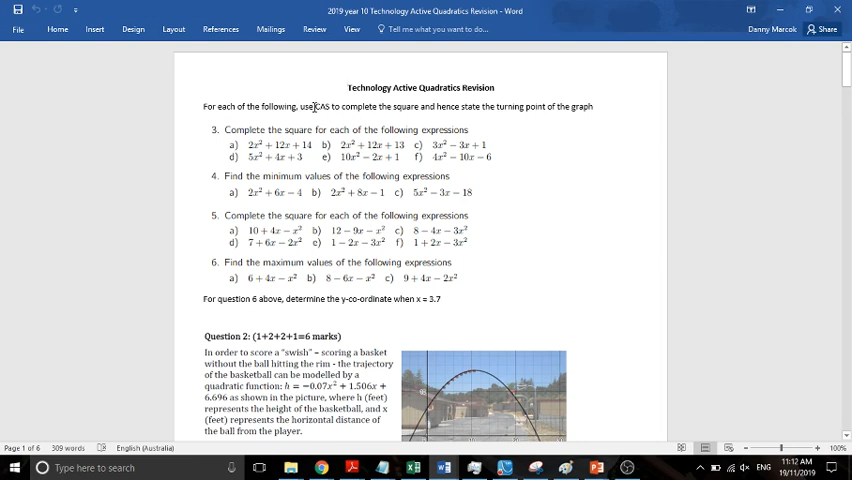 2019 year 10 Technology Active Quadratics Revision - Word
File Home Insert Design Layout References Mailings Review View Tell me what you want to do... Danny Marcok Share
Technology Active Quadratics Revision
For each of the following, use CAS to complete the square and hence state the turning point of the graph
3. Complete the square for each of the following expressions
a) 2x² + 12x + 14 b) 2x² + 12x + 13 c) 3x² − 3x + 1
d) 5x² + 4x + 3 e) 10x² − 2x + 1 f) 4x² − 10x − 6
4. Find the minimum values of the following expressions
a) 2x² + 6x − 4 b) 2x² + 8x − 1 c) 5x² − 3x − 18
5. Complete the square for each of the following expressions
a) 10 + 4x − x² b) 12 − 9x − x² c) 8 − 4x − 3x²
d) 7 + 6x − 2x² e) 1 − 2x − 3x² f) 1 + 2x − 3x²
6. Find the maximum values of the following expressions
a) 6 + 4x − x² b) 8 − 6x − x² c) 9 + 4x − 2x²
For question 6 above, determine the y-co-ordinate when x = 3.7
Question 2: (1+2+2+1=6 marks)
In order to score a "swish" – scoring a basket
without the ball hitting the rim - the trajectory
of the basketball can be modelled by a
quadratic function: h = −0.07x² + 1.506x +
6.696 as shown in the picture, where h (feet)
represents the height of the basketball, and x
(feet) represents the horizontal distance of
the ball from the player.
Page 1 of 6 309 words English (Australia) 100%
Type here to search ENG 11:12 AM
19/11/2019